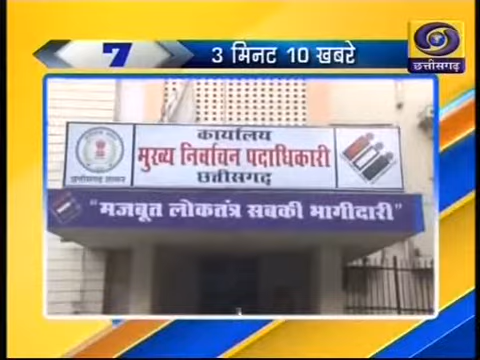 7
3 मिनट 10 खबरे
छत्तीसगढ़
कार्यालय
मुख्य निर्वाचन पदाधिकारी
छत्तीसगढ़
छत्तीसगढ़ शासन
"मजबूत लोकतंत्र सबकी भागीदारी"